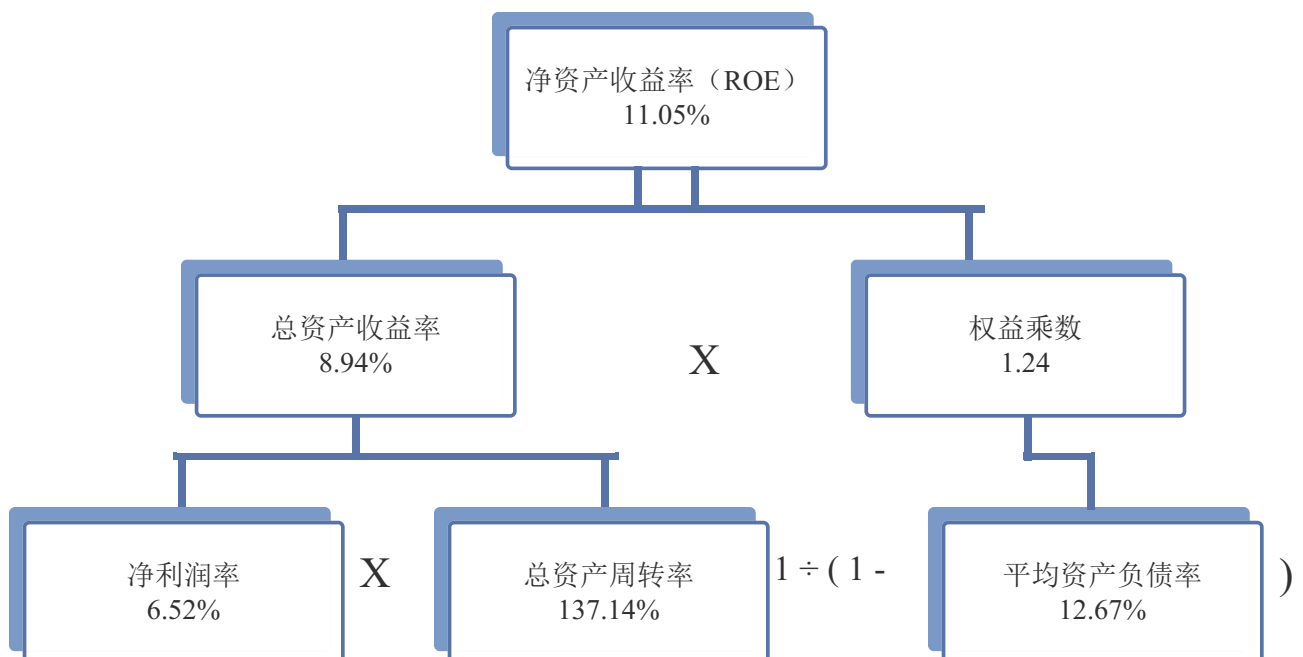 净资产收益率（ROE）
11.05%
总资产收益率
8.94%
X
权益乘数
1.24
净利润率
6.52%
X
总资产周转率
137.14%
1 ÷ ( 1 -
平均资产负债率
12.67%
)